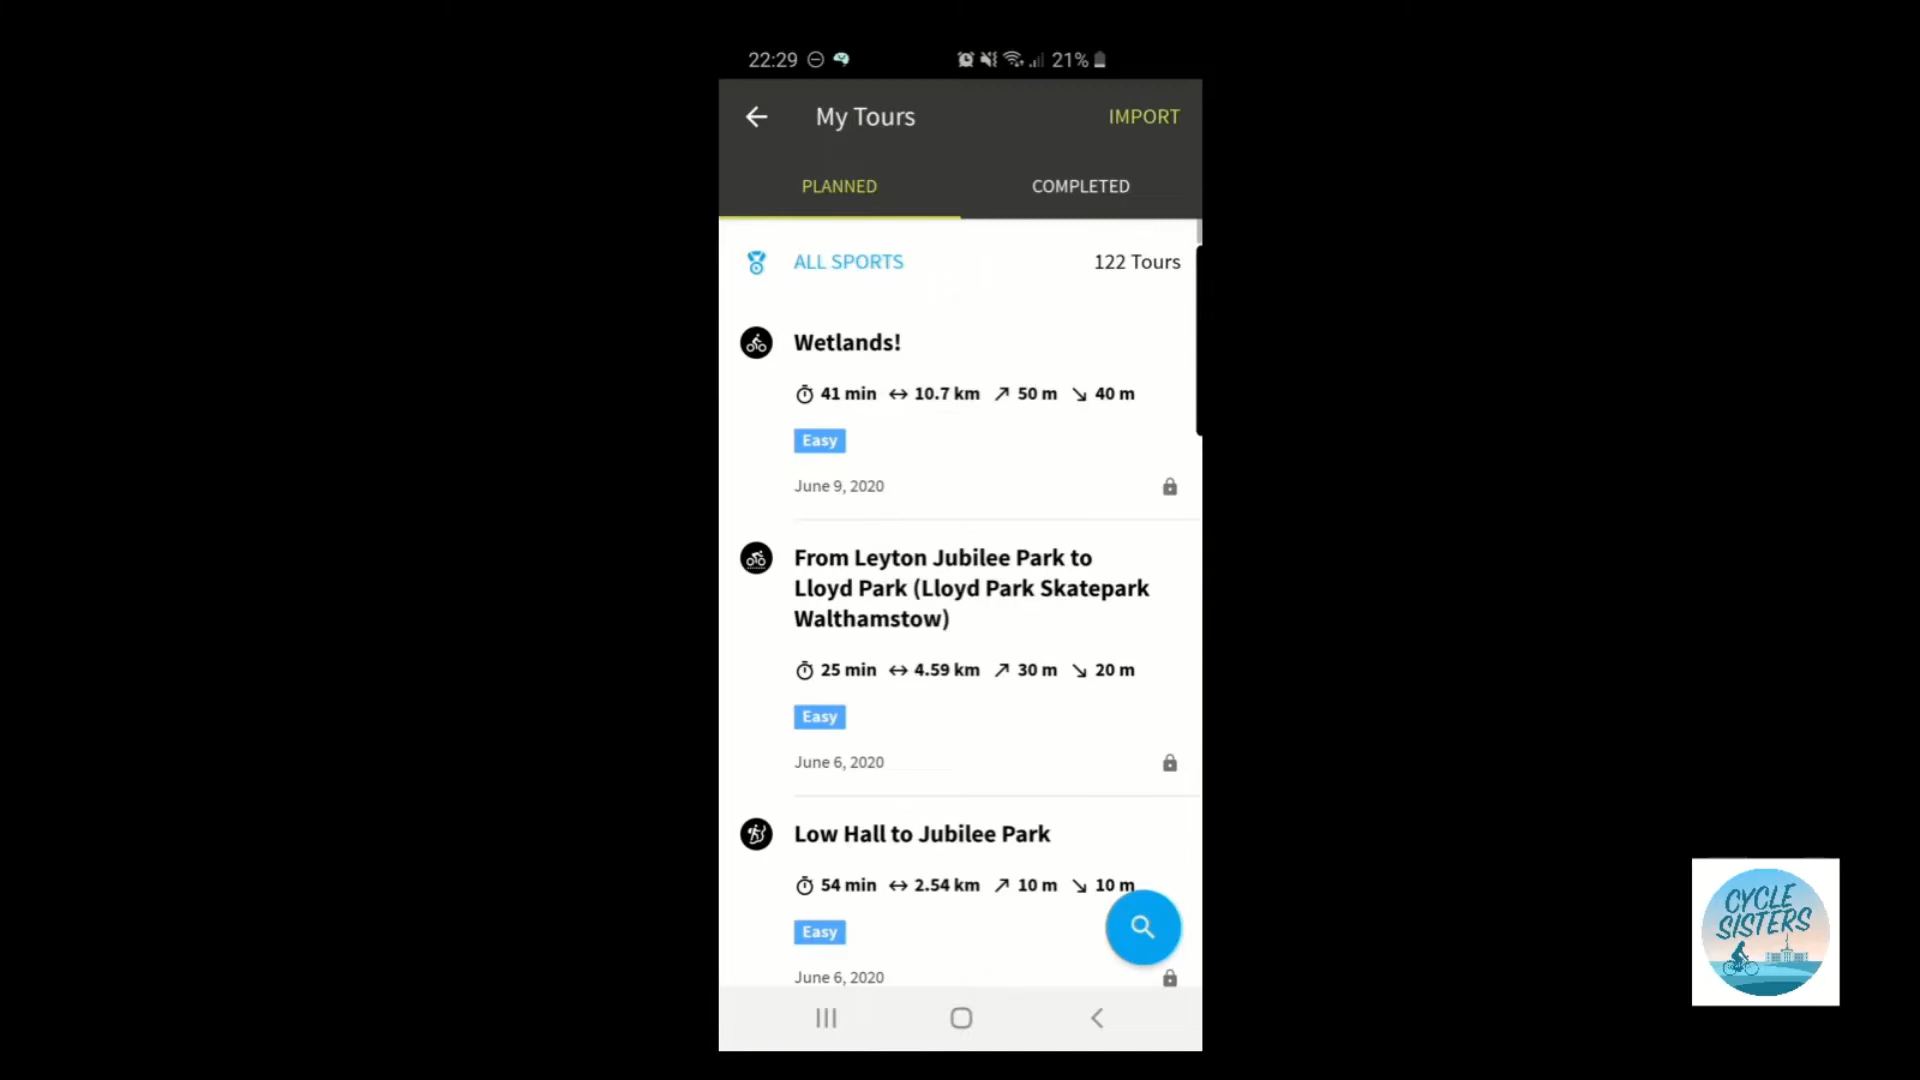 22:29
21%
My Tours
IMPORT
PLANNED
COMPLETED
ALL SPORTS
122 Tours
Wetlands!
41 min ↔ 10.7 km ↗ 50 m ↘ 40 m
Easy
June 9, 2020
From Leyton Jubilee Park to
Lloyd Park (Lloyd Park Skatepark
Walthamstow)
25 min ↔ 4.59 km ↗ 30 m ↘ 20 m
Easy
June 6, 2020
Low Hall to Jubilee Park
54 min ↔ 2.54 km ↗ 10 m ↘ 10 m
Easy
June 6, 2020
CYCLE
SISTERS